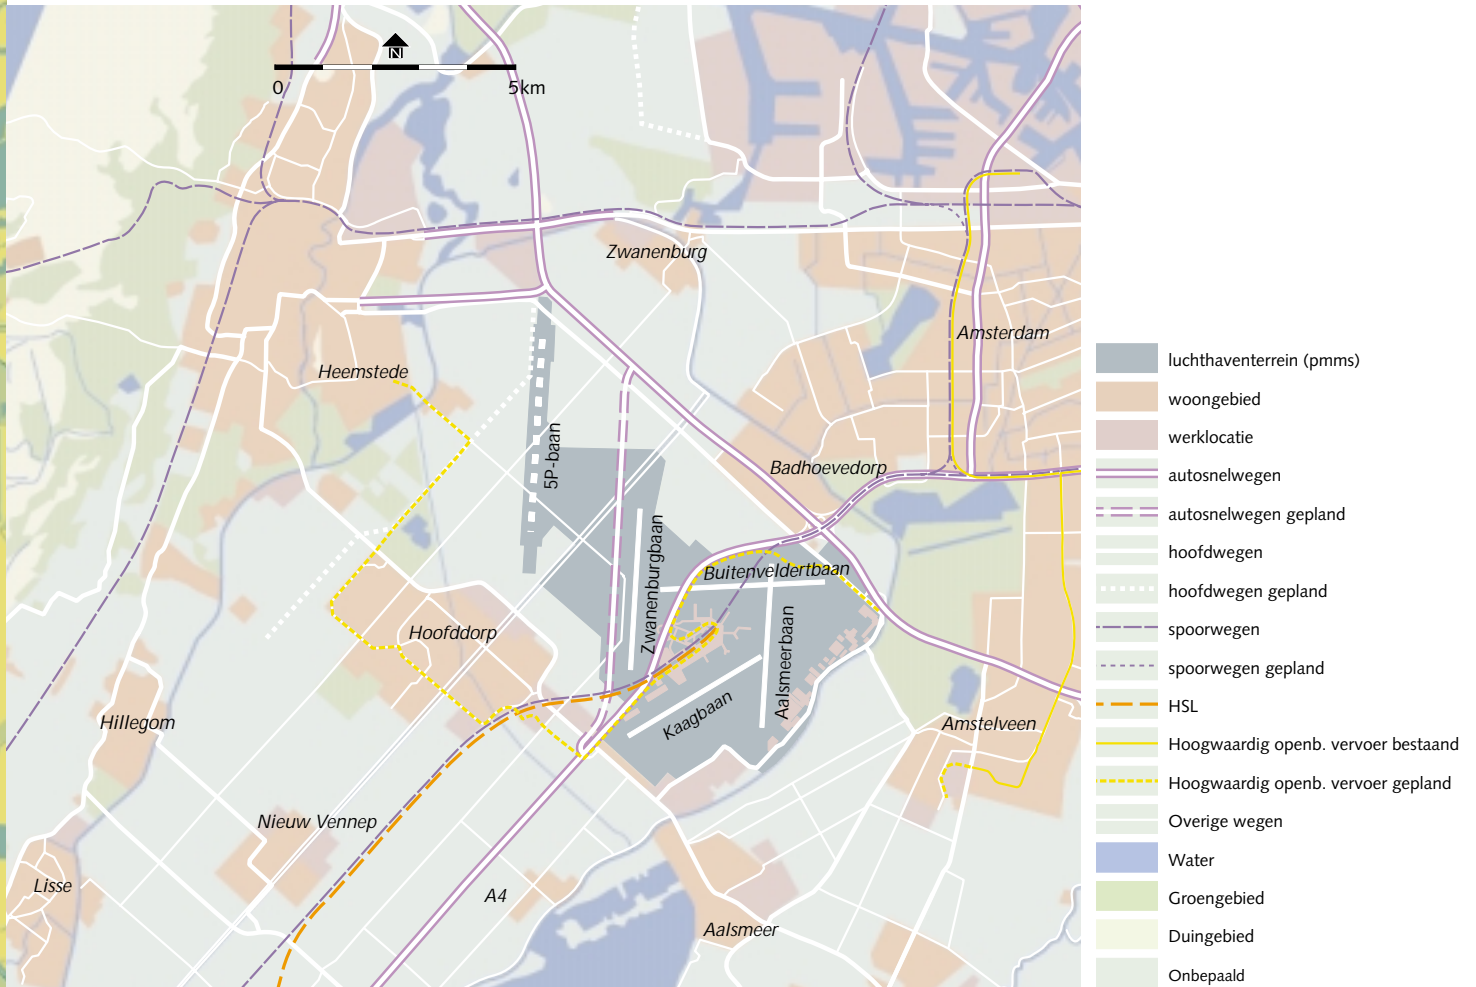 N
0 5km
Zwanenburg
Amsterdam
Heemstede
5P-baan
Badhoevedorp
Zwanenburgbaan
Buitenveldertbaan
Hoofddorp
Aalsmeerbaan
Kaagbaan
Hillegom
Amstelveen
Nieuw Vennep
Lisse
A4
Aalsmeer
luchthaventerrein (pmms)
woongebied
werklocatie
autosnelwegen
autosnelwegen gepland
hoofdwegen
hoofdwegen gepland
spoorwegen
spoorwegen gepland
HSL
Hoogwaardig openb. vervoer bestaand
Hoogwaardig openb. vervoer gepland
Overige wegen
Water
Groengebied
Duingebied
Onbepaald